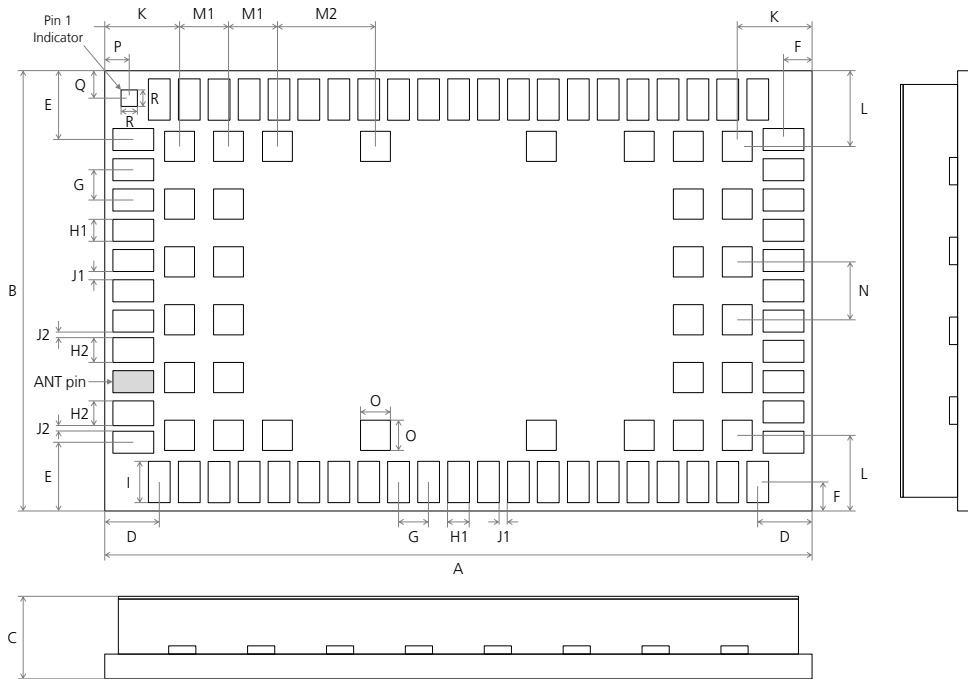 Pin 1
Indicator
K
M1
M1
M2
K
P
F
Q
E
R
R
L
G
H1
J1
B
N
J2
H2
ANT pin
H2
J2
O
O
E
I
L
F
D
G
H1
J1
D
A
C